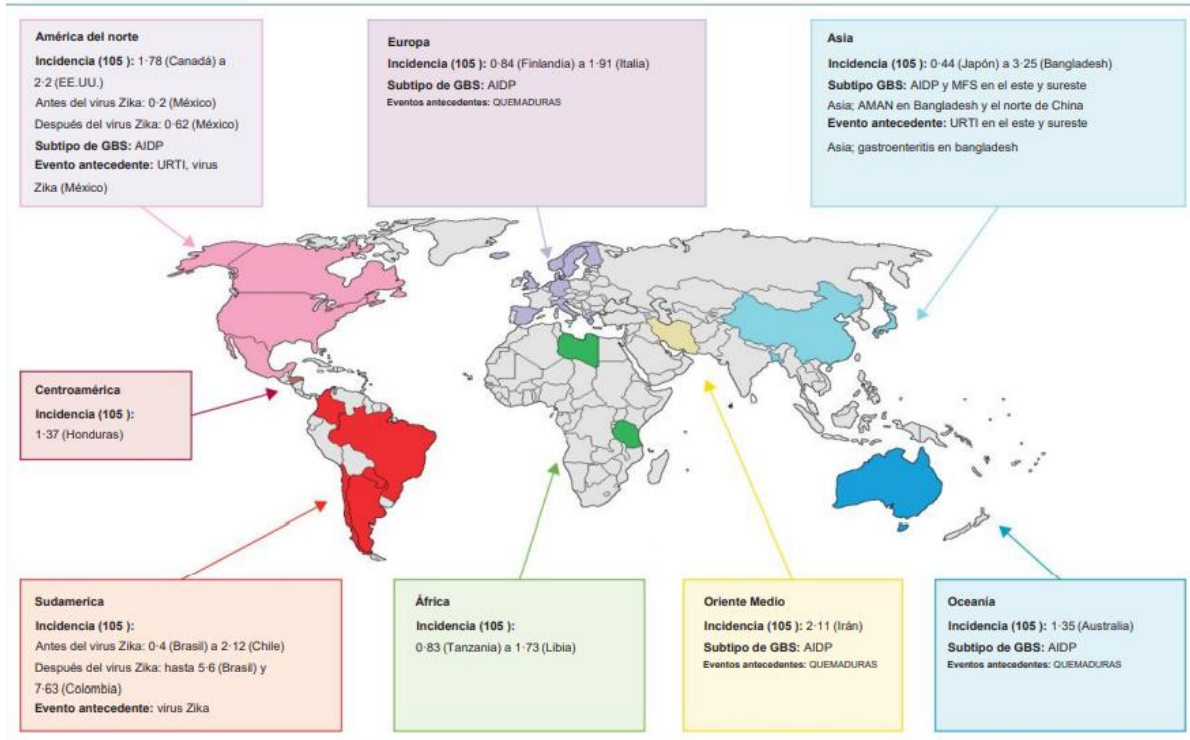 América del norte
Incidencia (105 ): 1·78 (Canadá) a
2·2 (EE.UU.)
Antes del virus Zika: 0·2 (México)
Después del virus Zika: 0·62 (México)
Subtipo de GBS: AIDP
Evento antecedente: URTI, virus
Zika (México)
Europa
Incidencia (105 ): 0·84 (Finlandia) a 1·91 (Italia)
Subtipo de GBS: AIDP
Eventos antecedentes: QUEMADURAS
Asia
Incidencia (105 ): 0·44 (Japón) a 3·25 (Bangladesh)
Subtipo GBS: AIDP y MFS en el este y sureste
Asia; AMAN en Bangladesh y el norte de China
Evento antecedente: URTI en el este y sureste
Asia; gastroenteritis en bangladesh
Centroamérica
Incidencia (105 ):
1·37 (Honduras)
Sudamerica
Incidencia (105 ):
Antes del virus Zika: 0·4 (Brasil) a 2·12 (Chile)
Después del virus Zika: hasta 5·6 (Brasil) y
7·63 (Colombia)
Evento antecedente: virus Zika
África
Incidencia (105 ):
0·83 (Tanzania) a 1·73 (Libia)
Oriente Medio
Incidencia (105 ): 2·11 (Irán)
Subtipo de GBS: AIDP
Eventos antecedentes: QUEMADURAS
Oceanía
Incidencia (105 ): 1·35 (Australia)
Subtipo de GBS: AIDP
Eventos antecedentes: QUEMADURAS